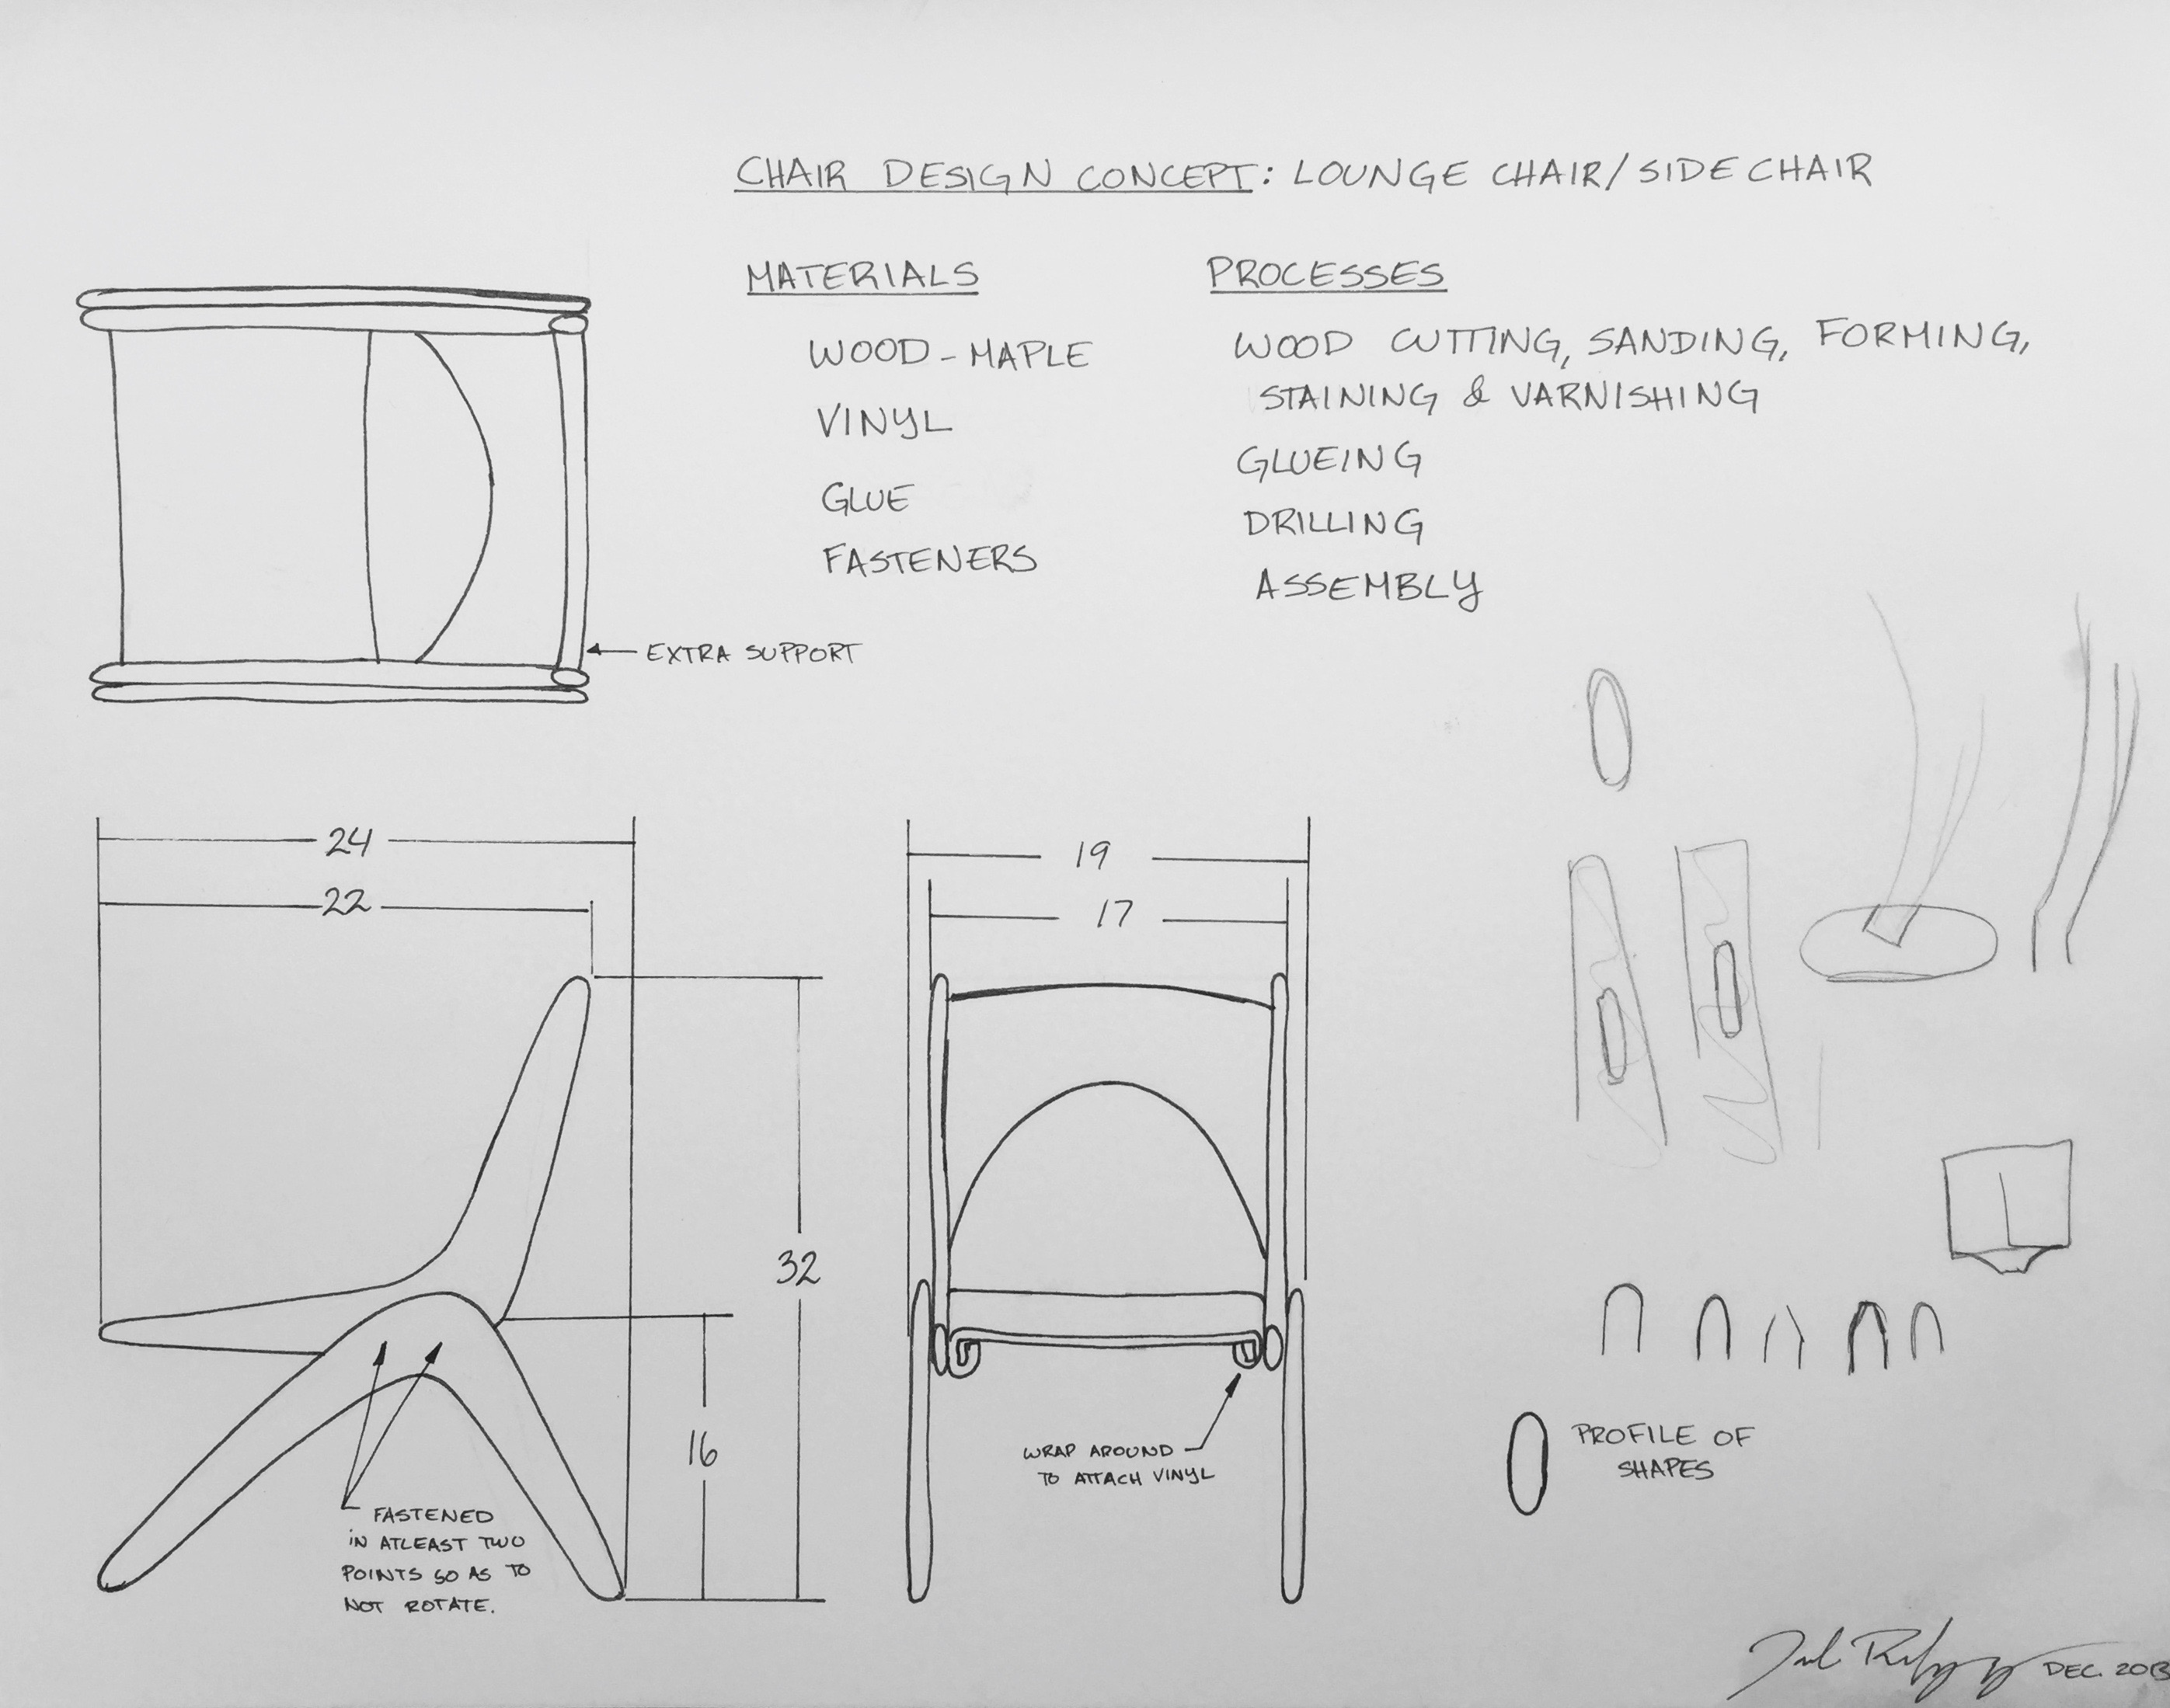 CHAIR DESIGN CONCEPT: LOUNGE CHAIR/SIDE CHAIR
MATERIALS
WOOD - MAPLE
VINYL
GLUE
FASTENERS
PROCESSES
WOOD CUTTING, SANDING, FORMING,
STAINING & VARNISHING
GLUEING
DRILLING
ASSEMBLY
EXTRA SUPPORT
24
22
32
16
FASTENED
IN ATLEAST TWO
POINTS SO AS TO
NOT ROTATE.
19
17
WRAP AROUND
TO ATTACH VINYL
PROFILE OF
SHAPES
DEC. 2013